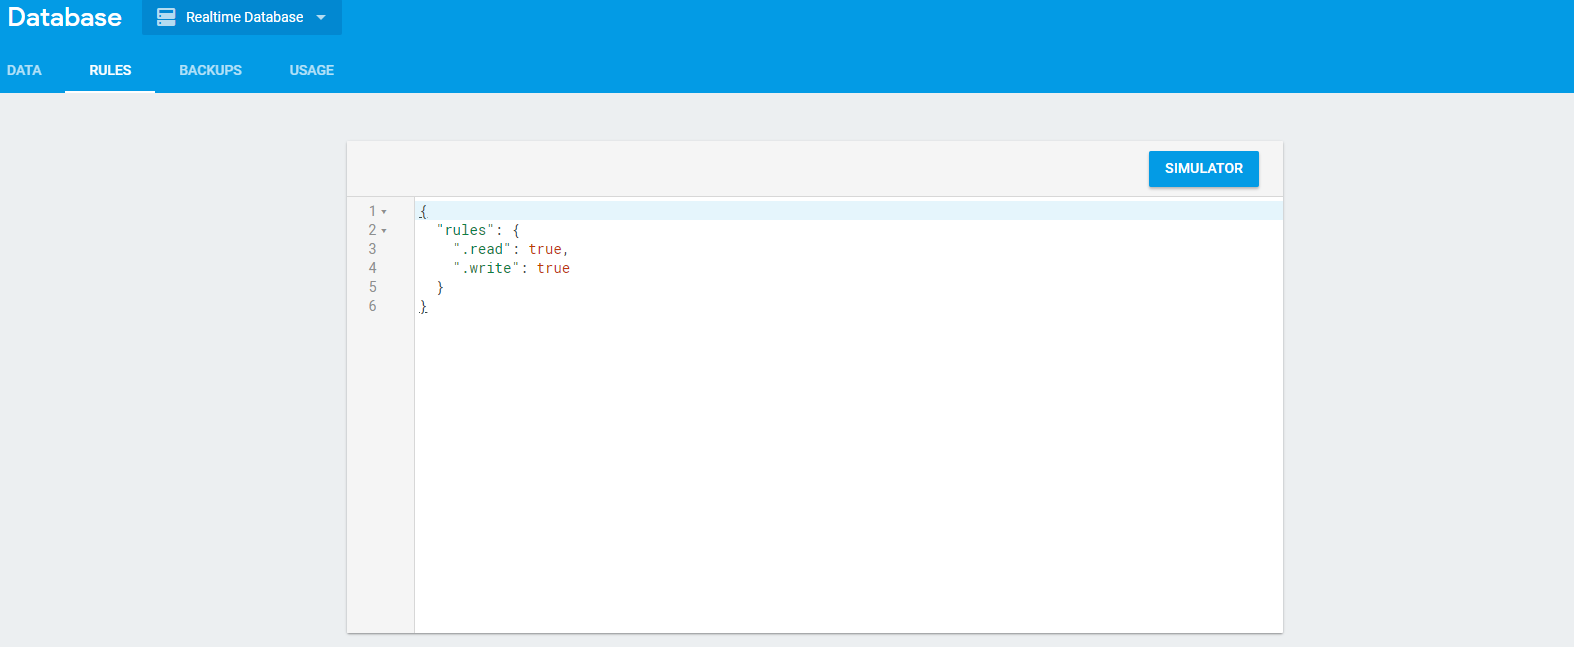 Database Realtime Database
DATA RULES BACKUPS USAGE
SIMULATOR
1 {
2 "rules": {
3 ".read": true,
4 ".write": true
5 }
6 }